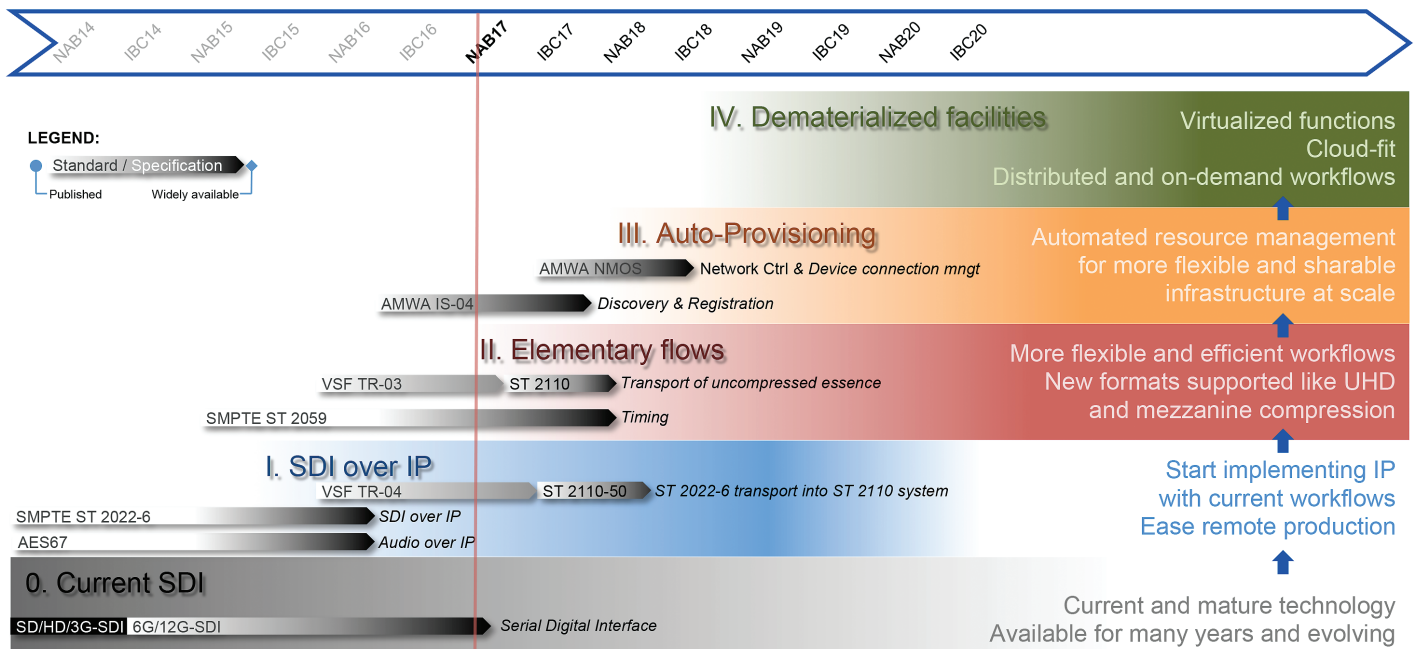 NAB14
IBC14
NAB15
IBC15
NAB16
IBC16
NAB17
IBC17
NAB18
IBC18
NAB19
IBC19
NAB20
IBC20
LEGEND:
Standard / Specification
Published
Widely available
IV. Dematerialized facilities
Virtualized functions
Cloud-fit
Distributed and on-demand workflows
III. Auto-Provisioning
AMWA NMOS
Network Ctrl & Device connection mngt
AMWA IS-04
Discovery & Registration
Automated resource management
for more flexible and sharable
infrastructure at scale
II. Elementary flows
VSF TR-03
ST 2110
Transport of uncompressed essence
SMPTE ST 2059
Timing
More flexible and efficient workflows
New formats supported like UHD
and mezzanine compression
I. SDI over IP
VSF TR-04
ST 2110-50
ST 2022-6 transport into ST 2110 system
SMPTE ST 2022-6
SDI over IP
AES67
Audio over IP
Start implementing IP
with current workflows
Ease remote production
0. Current SDI
SD/HD/3G-SDI
6G/12G-SDI
Serial Digital Interface
Current and mature technology
Available for many years and evolving